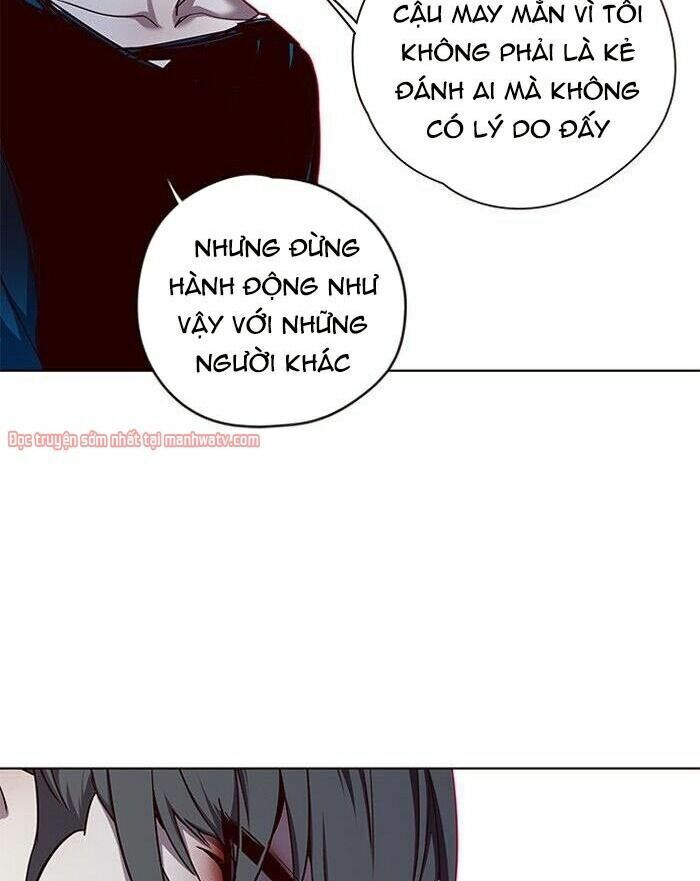 CẬU MAY MẮN VÌ TÔI
KHÔNG PHẢI LÀ KẺ
ĐÁNH AI MÀ KHÔNG
CÓ LÝ DO ĐẤY
NHƯNG ĐỪNG
HÀNH ĐỘNG NHƯ
VẬY VỚI NHỮNG
NGƯỜI KHÁC
Đọc truyện sớm nhất tại manhwatv.com